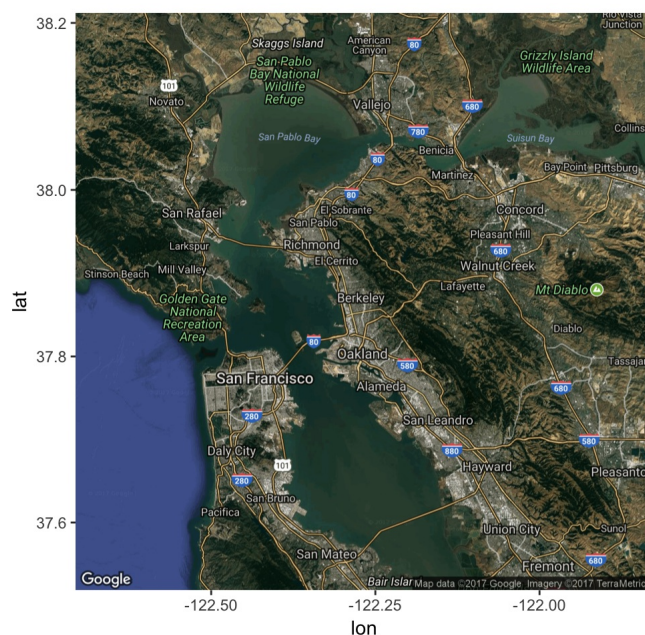 38.2
Rio Vista
Junction
Skaggs Island
American
Canyon
80
Grizzly Island
Wildlife Area
San Pablo
Bay National
Wildlife
Refuge
101
Novato
Vallejo
680
780
San Pablo Bay
Suisun Bay
Collins
Benicia
80
Martinez
Bay Point
Pittsburg
38.0
80
San Rafael
El Sobrante
Concord
San Pablo
Pleasant Hill
Larkspur
Richmond
680
El Cerrito
Walnut Creek
Stinson Beach
Mill Valley
Lafayette
Mt Diablo
Golden Gate
National
Recreation
Area
Berkeley
lat
Diablo
80
37.8
Oakland
580
Tassajar
San Francisco
Alameda
680
280
San Leandro
Daly City
880
580
101
Hayward
Pleasanto
280
San Bruno
Pacifica
37.6
Union City
Sunol
San Mateo
680
Fremont
Google
Bair Islan
Map data ©2017 Google Imagery ©2017 TerraMetric
-122.50
-122.25
-122.00
lon